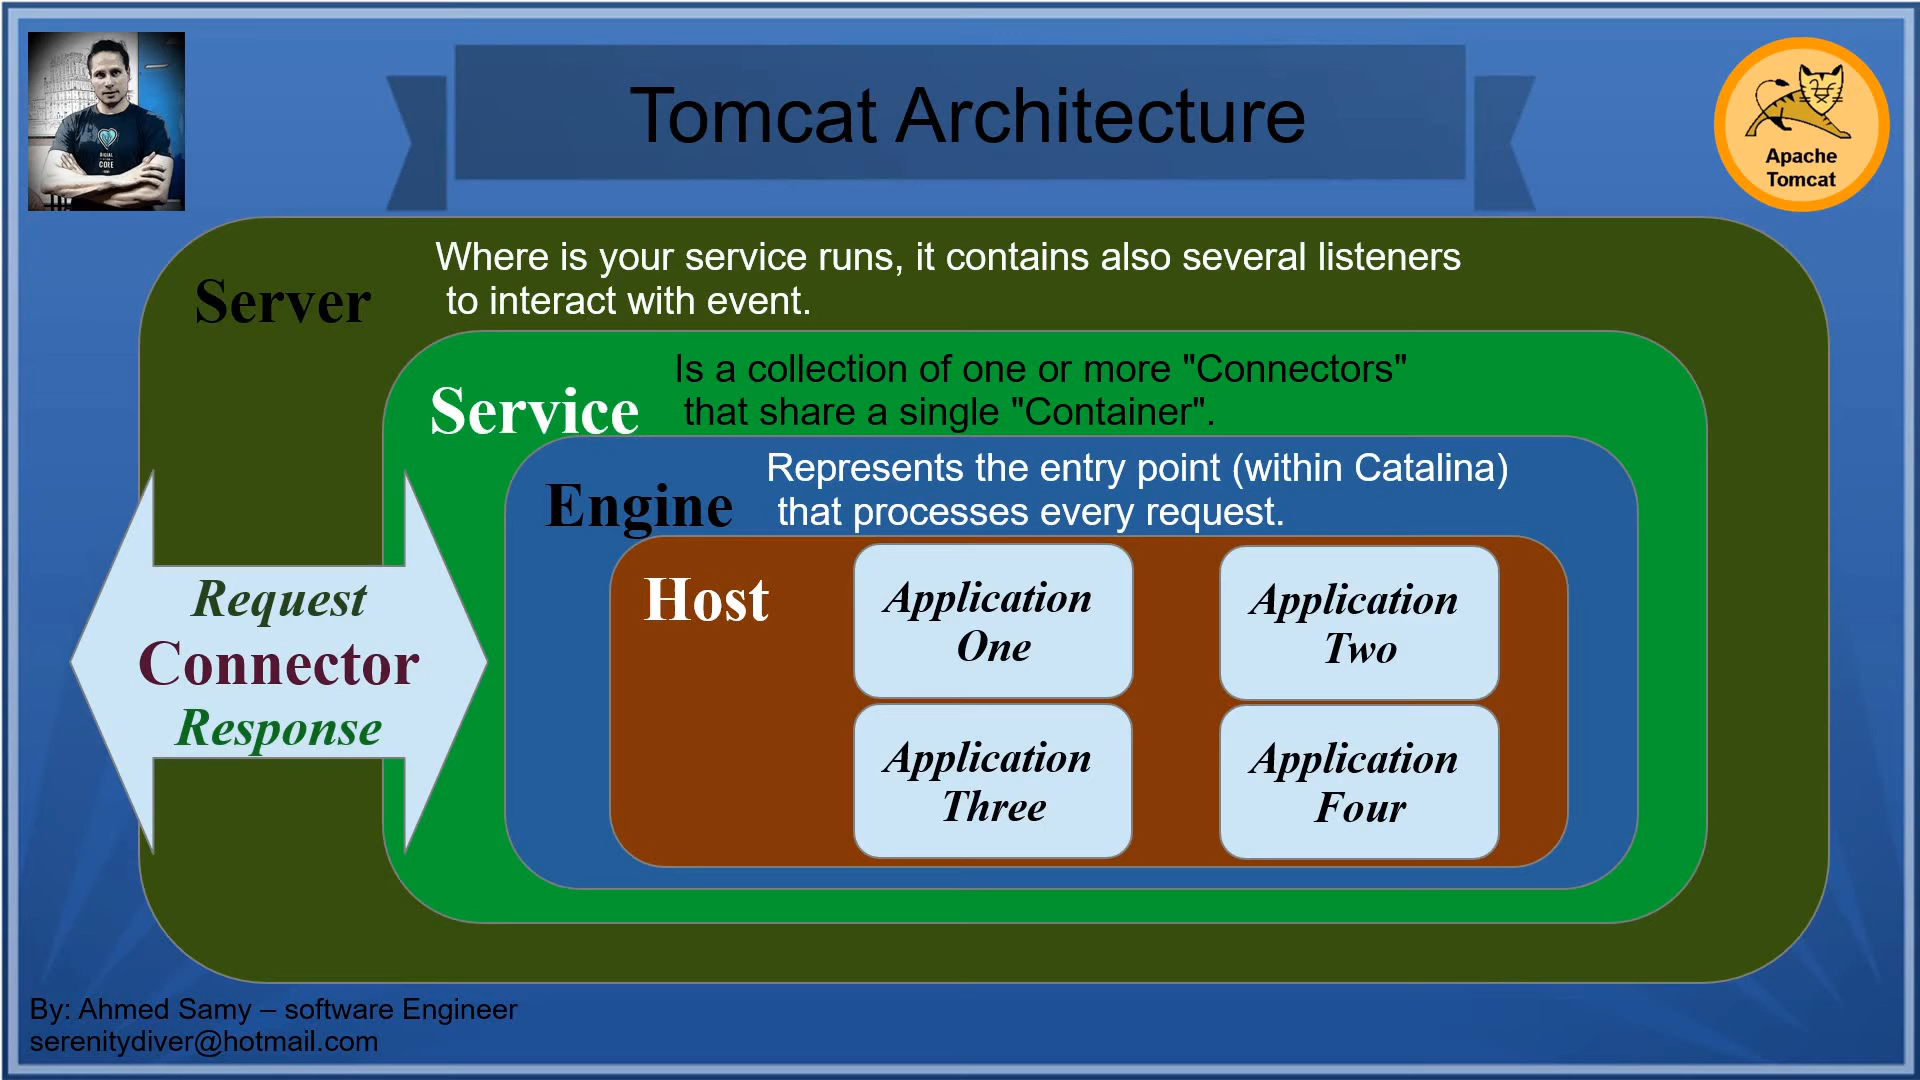 Tomcat Architecture
Apache
Tomcat
Where is your service runs, it contains also several listeners
to interact with event.
Server
Is a collection of one or more "Connectors"
that share a single "Container".
Service
Represents the entry point (within Catalina)
that processes every request.
Engine
Host
Application
One
Application
Two
Application
Three
Application
Four
Request
Connector
Response
By: Ahmed Samy – software Engineer
serenitydiver@hotmail.com